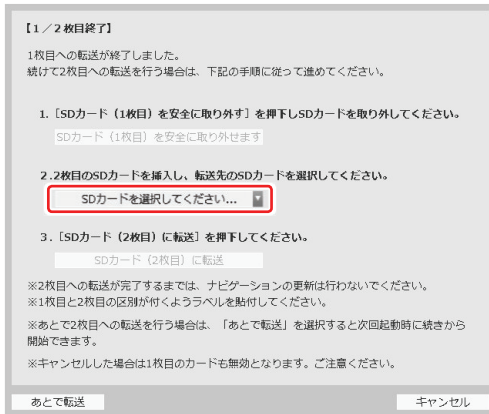 【1／2枚目終了】
1枚目への転送が終了しました。
続けて2枚目への転送を行う場合は、下記の手順に従って進めてください。
1.［SDカード（1枚目）を安全に取り外す］を押下しSDカードを取り外してください。
SDカード（1枚目）を安全に取り外せます
2.2枚目のSDカードを挿入し、転送先のSDカードを選択してください。
SDカードを選択してください...
3.［SDカード（2枚目）に転送］を押下してください。
SDカード（2枚目）に転送
※2枚目への転送が完了するまでは、ナビゲーションの更新は行わないでください。
※1枚目と2枚目の区別が付くようラベルを貼付してください。
※あとで2枚目への転送を行う場合は、「あとで転送」を選択すると次回起動時に続きから
開始できます。
※キャンセルした場合は1枚目のカードも無効となります。ご注意ください。
あとで転送
キャンセル